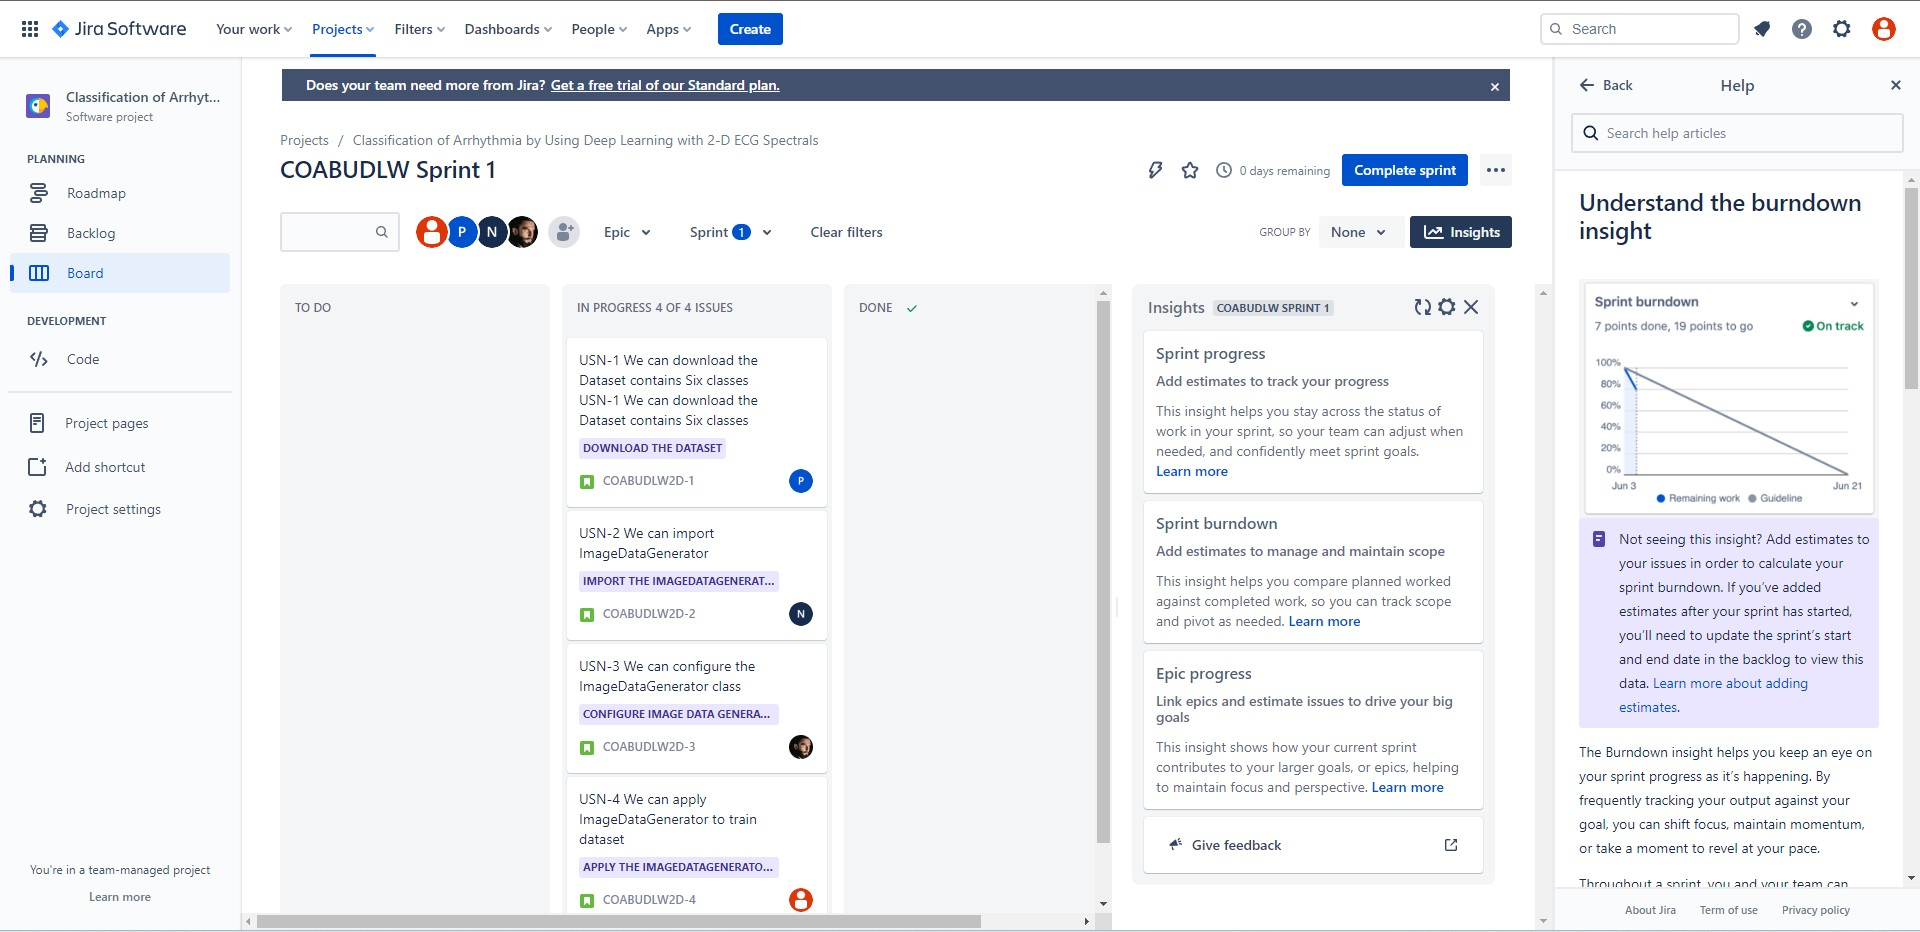 Jira Software Your work Projects Filters Dashboards People Apps Create Search
Classification of Arrhyt...
Software project
PLANNING
Roadmap
Backlog
Board
DEVELOPMENT
Code
Project pages
Add shortcut
Project settings
You're in a team-managed project
Learn more
Does your team need more from Jira? Get a free trial of our Standard plan.
Projects / Classification of Arrhythmia by Using Deep Learning with 2-D ECG Spectrals
COABUDLW Sprint 1
0 days remaining Complete sprint
P N Epic Sprint 1 Clear filters
GROUP BY None Insights
TO DO
IN PROGRESS 4 OF 4 ISSUES
USN-1 We can download the
Dataset contains Six classes
USN-1 We can download the
Dataset contains Six classes
DOWNLOAD THE DATASET
COABUDLW2D-1 P
USN-2 We can import
ImageDataGenerator
IMPORT THE IMAGEDATAGENERAT...
COABUDLW2D-2 N
USN-3 We can configure the
ImageDataGenerator class
CONFIGURE IMAGE DATA GENERA...
COABUDLW2D-3
USN-4 We can apply
ImageDataGenerator to train
dataset
APPLY THE IMAGEDATAGENERATO...
COABUDLW2D-4
DONE
Insights COABUDLW SPRINT 1
Sprint progress
Add estimates to track your progress
This insight helps you stay across the status of
work in your sprint, so your team can adjust when
needed, and confidently meet sprint goals.
Learn more
Sprint burndown
Add estimates to manage and maintain scope
This insight helps you compare planned worked
against completed work, so you can track scope
and pivot as needed. Learn more
Epic progress
Link epics and estimate issues to drive your big
goals
This insight shows how your current sprint
contributes to your larger goals, or epics, helping
to maintain focus and perspective. Learn more
Give feedback
Back Help
Search help articles
Understand the burndown
insight
Sprint burndown
7 points done, 19 points to go On track
100%
80%
60%
40%
20%
0%
Jun 3 Jun 21
Remaining work Guideline
Not seeing this insight? Add estimates to
your issues in order to calculate your
sprint burndown. If you've added
estimates after your sprint has started,
you'll need to update the sprint's start
and end date in the backlog to view this
data. Learn more about adding
estimates.
The Burndown insight helps you keep an eye on
your sprint progress as it's happening. By
frequently tracking your output against your
goal, you can shift focus, maintain momentum,
or take a moment to revel at your pace.
Throughout a sprint, you and your team can
About Jira Term of use Privacy policy